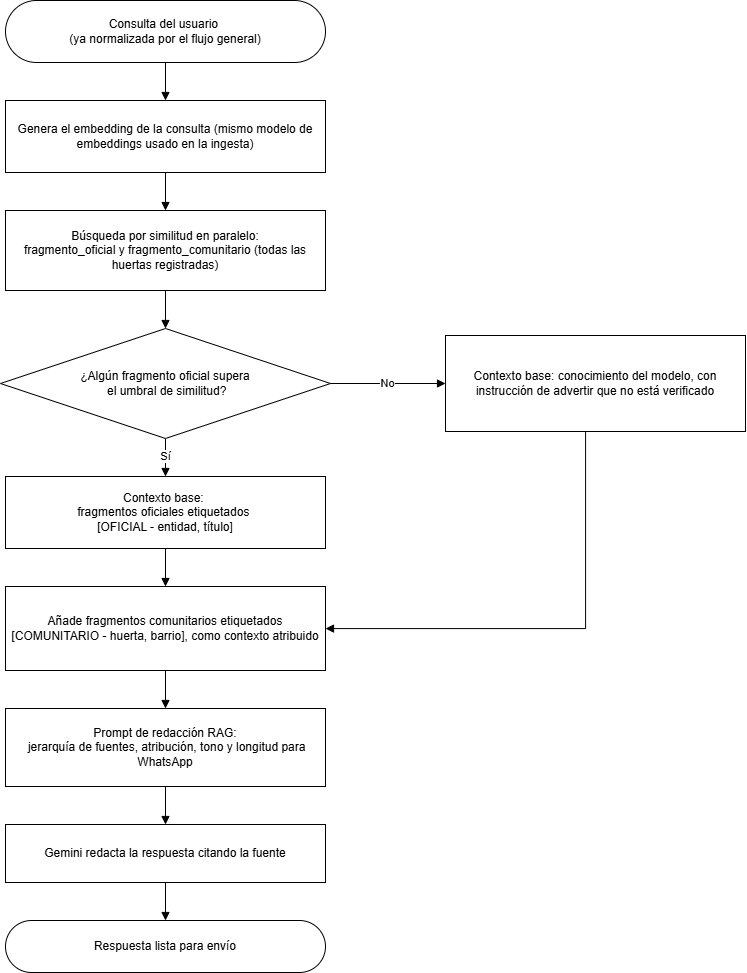 Consulta del usuario
(ya normalizada por el flujo general)
Genera el embedding de la consulta (mismo modelo de
embeddings usado en la ingesta)
Búsqueda por similitud en paralelo:
fragmento_oficial y fragmento_comunitario (todas las
huertas registradas)
¿Algún fragmento oficial supera
el umbral de similitud?
No
Contexto base: conocimiento del modelo, con
instrucción de advertir que no está verificado
Sí
Contexto base:
fragmentos oficiales etiquetados
[OFICIAL - entidad, título]
Añade fragmentos comunitarios etiquetados
[COMUNITARIO - huerta, barrio], como contexto atribuido
Prompt de redacción RAG:
jerarquía de fuentes, atribución, tono y longitud para
WhatsApp
Gemini redacta la respuesta citando la fuente
Respuesta lista para envío